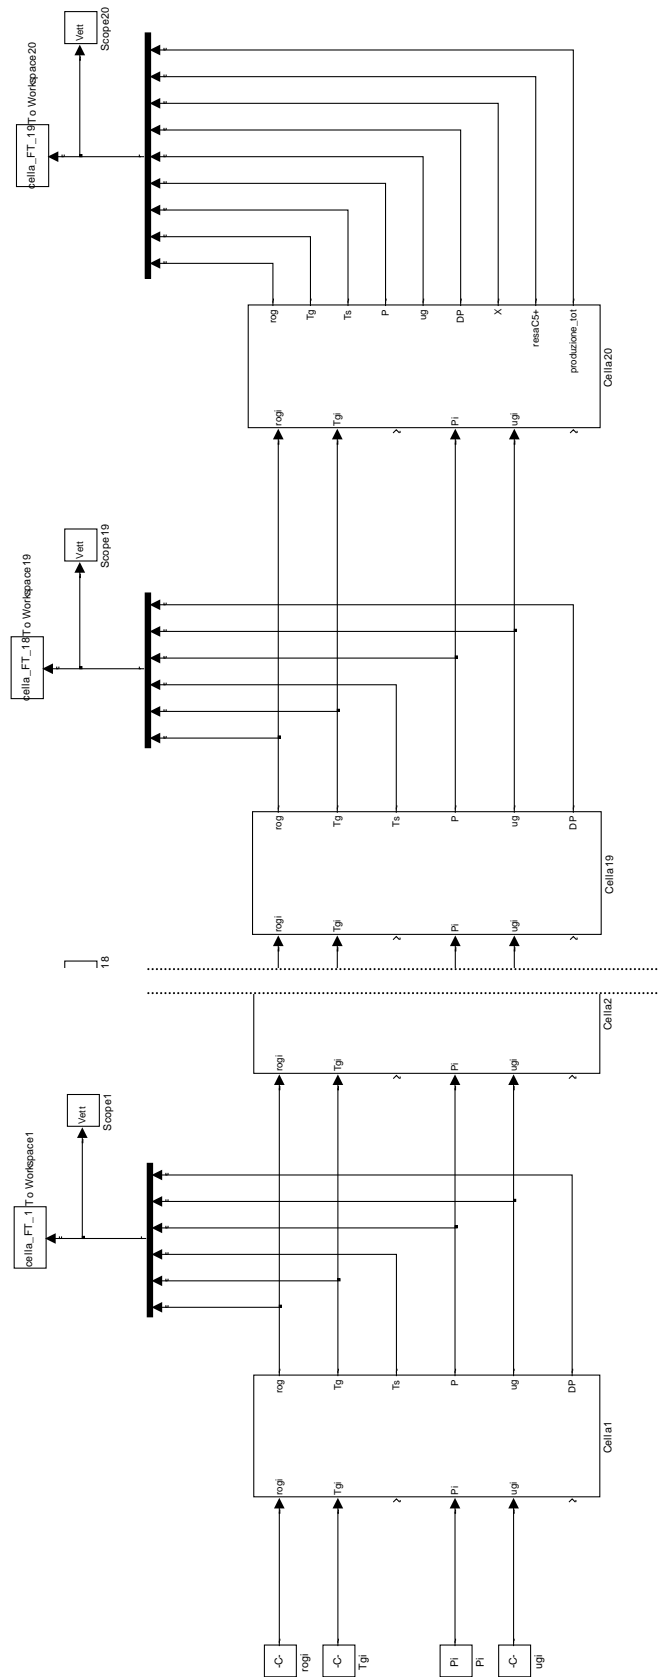 Vett
Scope20
cella_FT_19
To Workspace20
rog
Tg
Ts
P
ug
DP
X
resaC5+
produzione_tot
Cella20
rogi
Tgi
Pi
ugi
Vett
Scope19
cella_FT_18
To Workspace19
rog
Tg
Ts
P
ug
DP
Cella19
rogi
Tgi
Pi
ugi
18
Cella2
rogi
Tgi
Pi
ugi
Vett
Scope1
cella_FT_1
To Workspace1
rog
Tg
Ts
P
ug
DP
Cella1
rogi
Tgi
Pi
ugi
-C-
rogi
-C-
Tgi
Pi
Pi
-C-
ugi